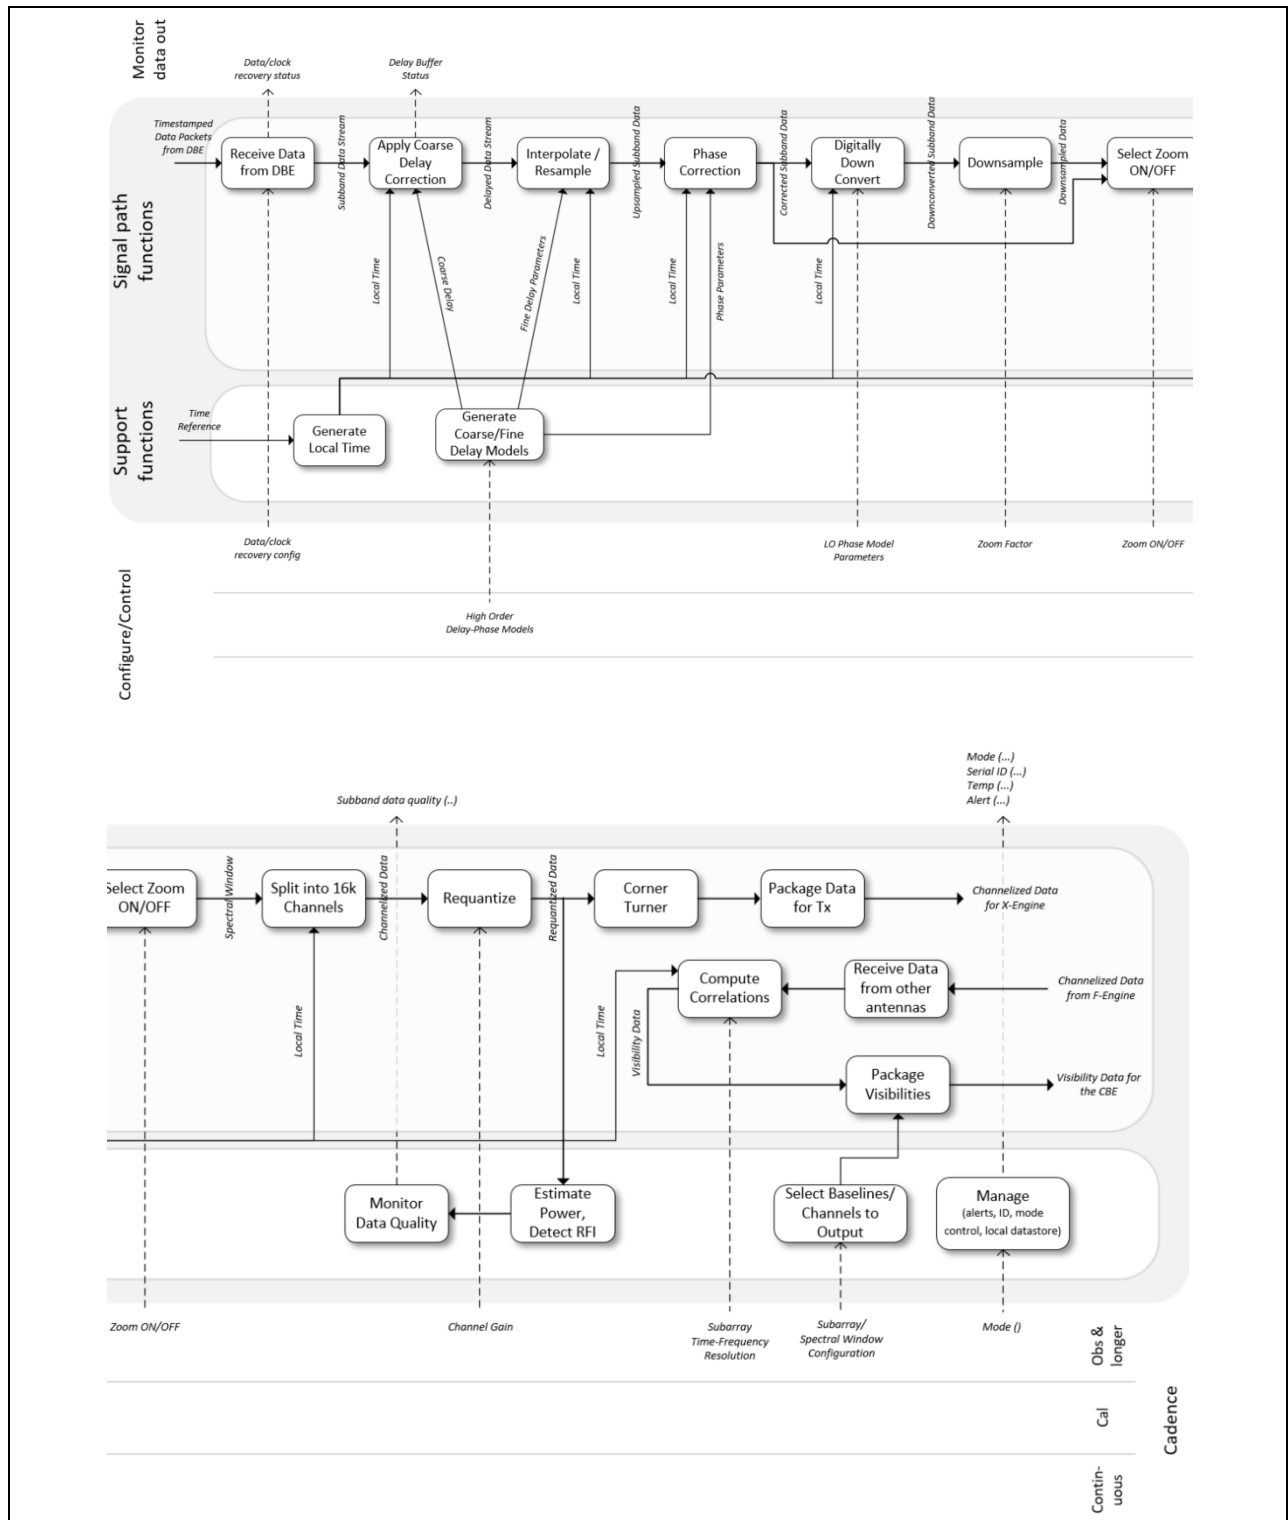 Monitor
data out
Data/clock
recovery status
Delay Buffer
Status
Signal path
functions
Timestamped
Data Packets
from DBE
Receive Data
from DBE
Subband Data Stream
Apply Coarse
Delay
Correction
Delayed Data Stream
Interpolate /
Resample
Upsampled Subband Data
Phase
Correction
Corrected Subband Data
Digitally
Down
Convert
Downconverted Subband Data
Downsample
Downsampled Data
Select Zoom
ON/OFF
Local Time
Coarse Delay
Fine Delay Parameters
Local Time
Local Time
Phase Parameters
Local Time
Support
functions
Time
Reference
Generate
Local Time
Generate
Coarse/Fine
Delay Models
Configure/Control
Data/clock
recovery config
LO Phase Model
Parameters
Zoom Factor
Zoom ON/OFF
High Order
Delay-Phase Models
Mode (...)
Serial ID (...)
Temp (...)
Alert (...)
Subband data quality (..)
Select Zoom
ON/OFF
Spectral Window
Split into 16k
Channels
Channelized Data
Requantize
Requantized Data
Corner
Turner
Package Data
for Tx
Channelized Data
for X-Engine
Local Time
Local Time
Compute
Correlations
Receive Data
from other
antennas
Channelized Data
from F-Engine
Visibility Data
Package
Visibilities
Visibility Data for
the CBE
Monitor
Data Quality
Estimate
Power,
Detect RFI
Select Baselines/
Channels to
Output
Manage
(alerts, ID, mode
control, local datastore)
Zoom ON/OFF
Channel Gain
Subarray
Time-Frequency
Resolution
Subarray/
Spectral Window
Configuration
Mode ()
Obs &
longer
Cal
Contin-
uous
Cadence